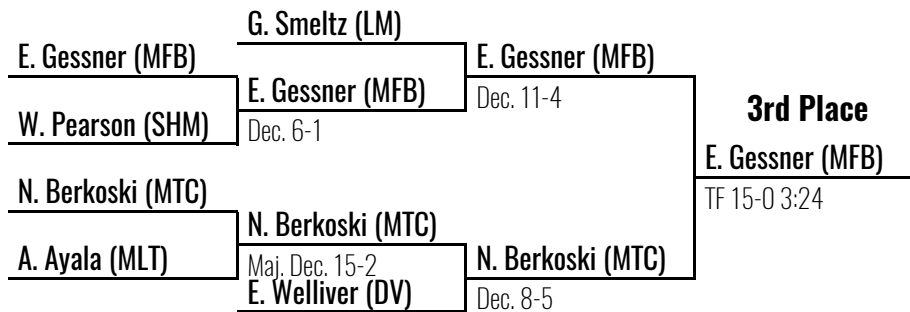 G. Smeltz (LM)
E. Gessner (MFB)
E. Gessner (MFB)
E. Gessner (MFB)
Dec. 11-4
3rd Place
W. Pearson (SHM)
Dec. 6-1
E. Gessner (MFB)
N. Berkoski (MTC)
TF 15-0 3:24
N. Berkoski (MTC)
A. Ayala (MLT)
Maj. Dec. 15-2
N. Berkoski (MTC)
E. Welliver (DV)
Dec. 8-5